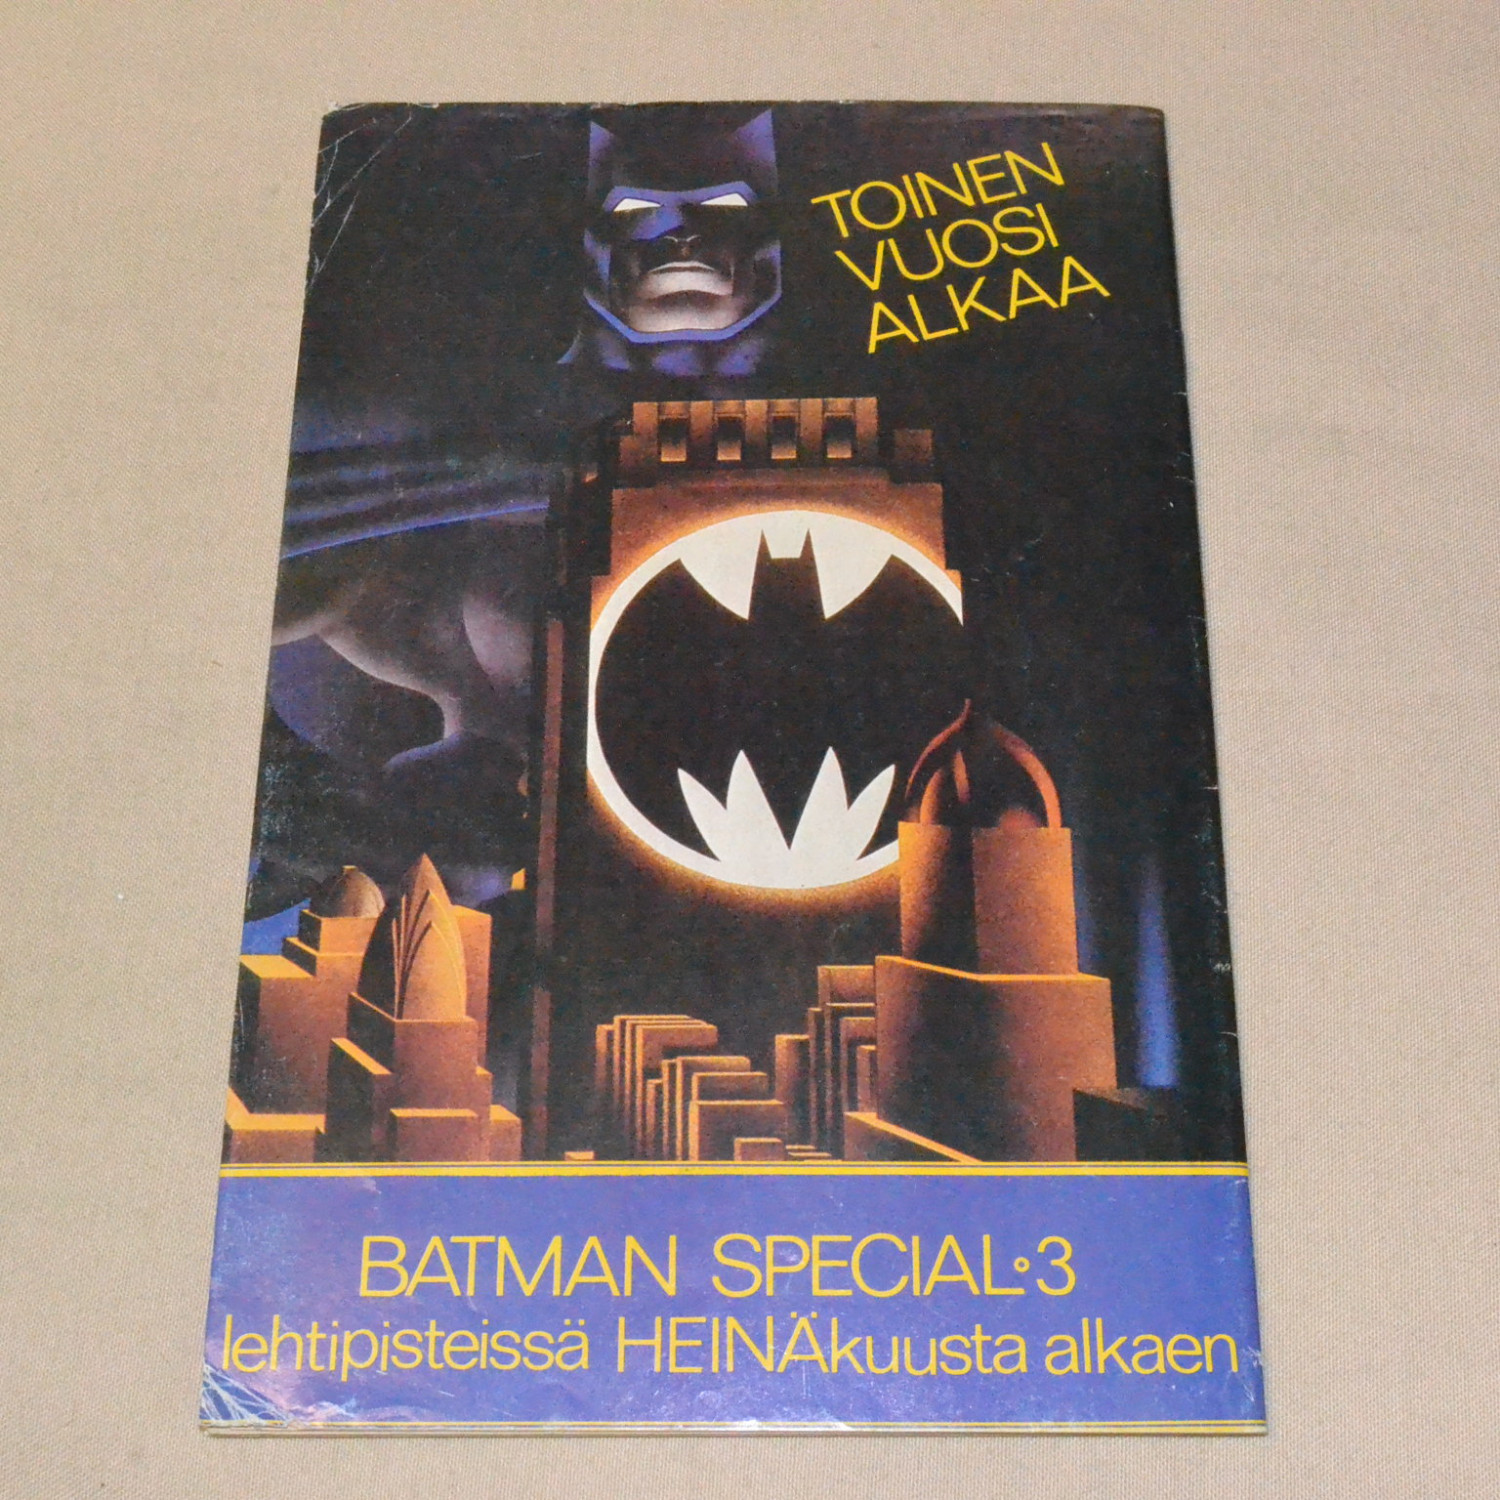 TOINEN
VUOSI
ALKAA
BATMAN SPECIAL·3
lehtipisteissä HEINÄkuusta alkaen